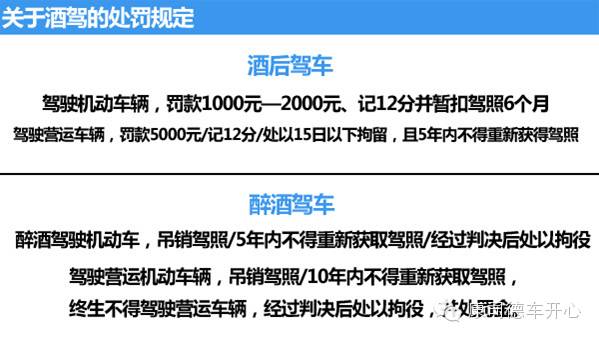 关于酒驾的处罚规定
酒后驾车
驾驶机动车辆，罚款1000元—2000元、记12分并暂扣驾照6个月
驾驶营运车辆，罚款5000元/记12分/处以15日以下拘留，且5年内不得重新获得驾照
醉酒驾车
醉酒驾驶机动车，吊销驾照/5年内不得重新获取驾照/经过判决后处以拘役
驾驶营运机动车辆，吊销驾照/10年内不得重新获取驾照，
终生不得驾驶营运车辆，经过判决后处以拘役，
德车开心